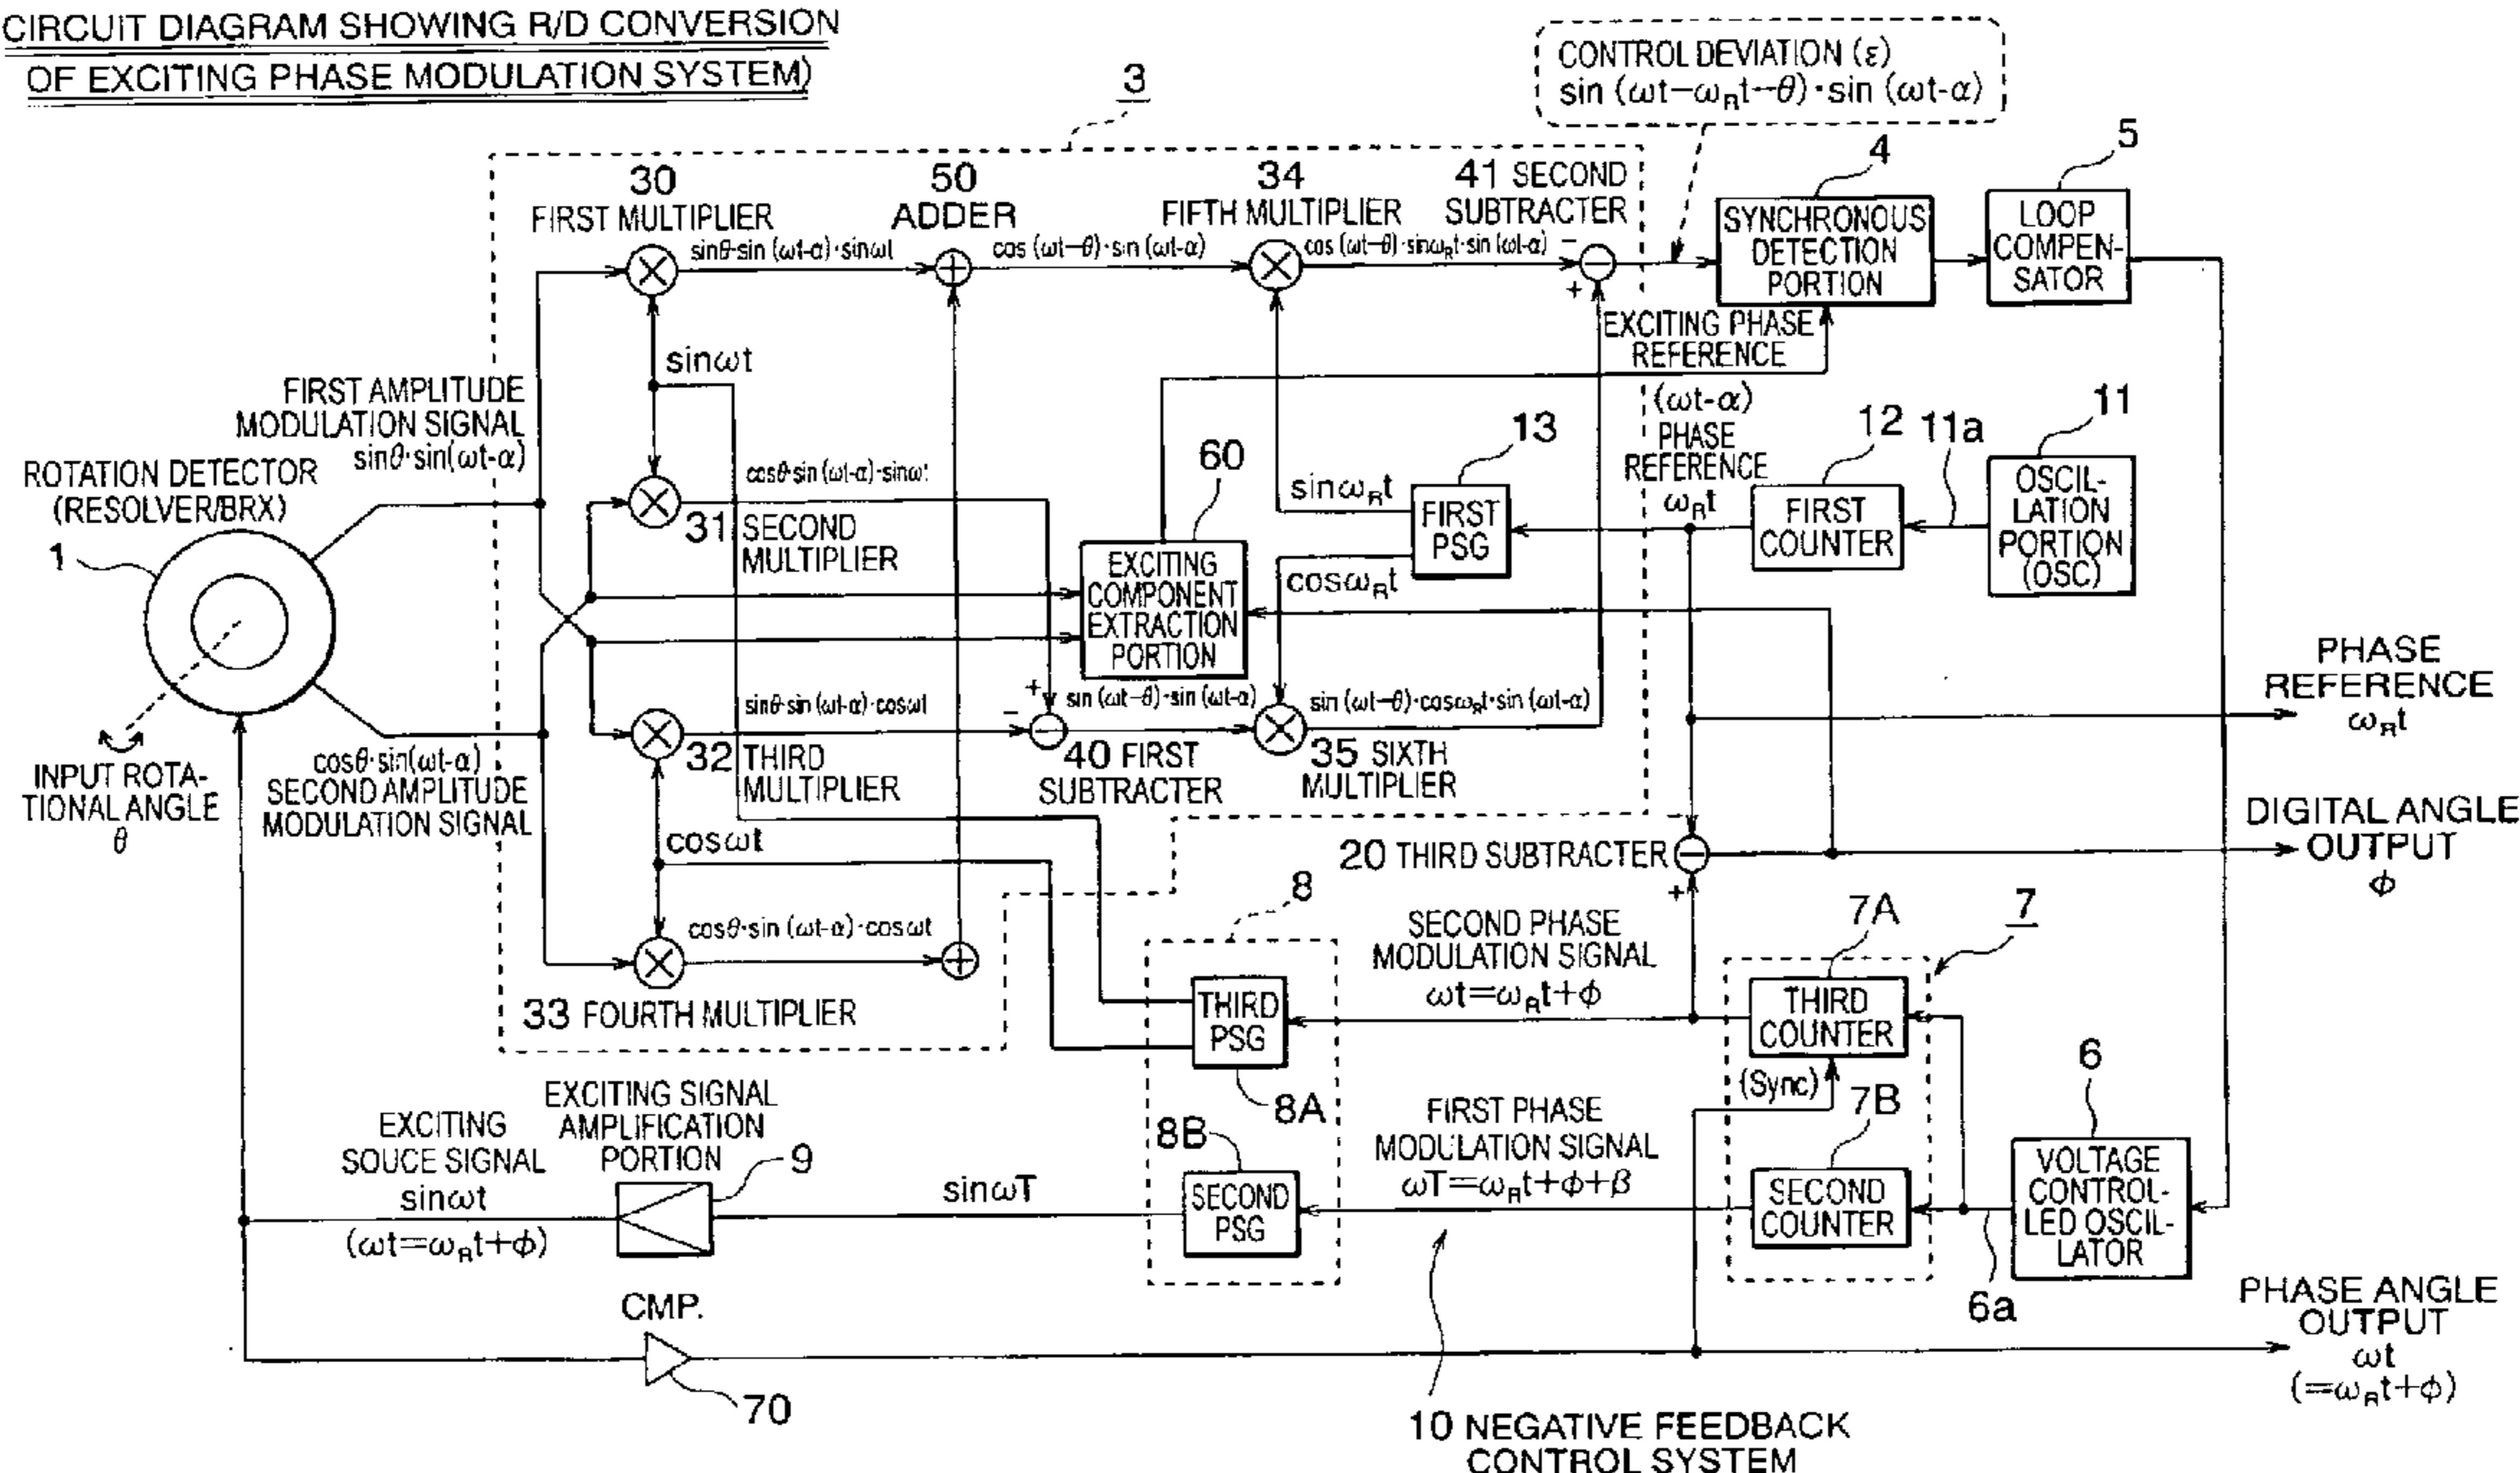 CIRCUIT DIAGRAM SHOWING R/D CONVERSION
OF EXCITING PHASE MODULATION SYSTEM)
CONTROL DEVIATION (ε)
sin (ωt−ωRt−θ)·sin (ωt-α)
3
30
FIRST MULTIPLIER
sinθ·sin (ωt-α)·sinωt
50
ADDER
cos (ωt−θ)·sin (ωt-α)
34
FIFTH MULTIPLIER
cos (ωt−θ)·sinωRt·sin (ωt-α)
41 SECOND
SUBTRACTER
−
+
4
SYNCHRONOUS
DETECTION
PORTION
5
LOOP
COMPEN-
SATOR
EXCITING PHASE
REFERENCE
(ωt-α)
sinωt
FIRST AMPLITUDE
MODULATION SIGNAL
sinθ·sin(ωt-α)
ROTATION DETECTOR
(RESOLVER/BRX)
1
INPUT ROTA-
TIONAL ANGLE
θ
cosθ·sin(ωt-α)
SECOND AMPLITUDE
MODULATION SIGNAL
cosθ·sin (ωt-α)·sinωt
31 SECOND
MULTIPLIER
60
EXCITING
COMPONENT
EXTRACTION
PORTION
13
FIRST
PSG
sinωRt
cosωRt
PHASE
REFERENCE
ωRt
12
FIRST
COUNTER
11a
11
OSCIL-
LATION
PORTION
(OSC)
sinθ·sin (ωt-α)·cosωt
32 THIRD
MULTIPLIER
+
−
sin (ωt−θ)·sin (ωt-α)
40 FIRST
SUBTRACTER
sin (ωt−θ)·cosωRt·sin (ωt-α)
35 SIXTH
MULTIPLIER
PHASE
REFERENCE
ωRt
cosωt
cosθ·sin (ωt-α)·cosωt
33 FOURTH MULTIPLIER
−
20 THIRD SUBTRACTER
+
DIGITAL ANGLE
OUTPUT
ϕ
8
THIRD
PSG
8A
SECOND PHASE
MODULATION SIGNAL
ωt=ωRt+ϕ
7A
7
THIRD
COUNTER
(Sync)
7B
SECOND
COUNTER
6
VOLTAGE
CONTROL-
LED OSCIL-
LATOR
6a
8B
SECOND
PSG
FIRST PHASE
MODULATION SIGNAL
ωT=ωRt+ϕ+β
sinωT
EXCITING SIGNAL
AMPLIFICATION
PORTION
9
EXCITING
SOUCE SIGNAL
sinωt
(ωt=ωRt+ϕ)
CMP.
70
10 NEGATIVE FEEDBACK
CONTROL SYSTEM
PHASE ANGLE
OUTPUT
ωt
(=ωRt+ϕ)